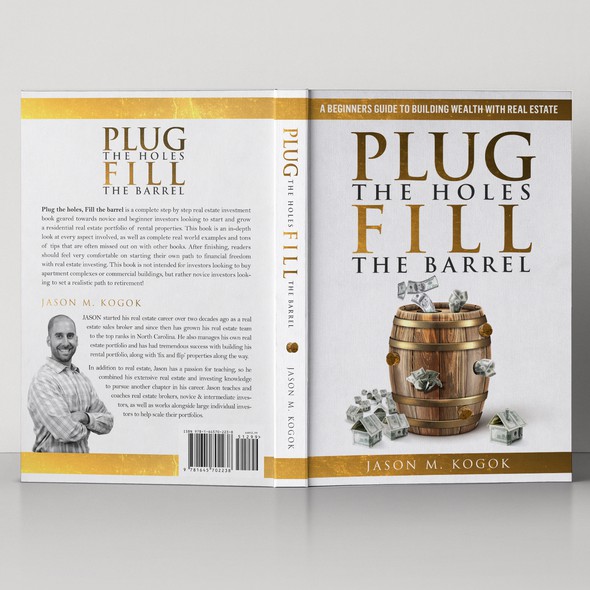 PLUG
THE HOLES
FILL
THE BARREL
Plug the holes, Fill the barrel is a complete step by step real estate investment
book geared towards novice and beginner investors looking to start and grow
a residential real estate portfolio of rental properties. This book is an in-depth
look at every aspect involved, as well as complete real world examples and tons
of tips that are often missed out on with other books. After finishing, readers
should feel very comfortable on starting their own path to financial freedom
with real estate investing. This book is not intended for investors looking to buy
apartment complexes or commercial buildings, but rather novice investors look-
ing to set a realistic path to retirement!
JASON M. KOGOK
JASON started his real estate career over two decades ago as a real
estate sales broker and since then has grown his real estate team
to the top ranks in North Carolina. He also manages his own real
estate portfolio and has had tremendous success with building his
rental portfolio, along with 'fix and flip' properties along the way.
In addition to real estate, Jason has a passion for teaching, so he
combined his extensive real estate and investing knowledge
to pursue another chapter in his career. Jason teaches and
coaches real estate brokers, novice & intermediate inves-
tors, as well as works alongside large individual inves-
tors to help scale their portfolios.
9 781645 702238
PLUG THE HOLES FILL THE BARREL
JASON M. KOGOK
A BEGINNERS GUIDE TO BUILDING WEALTH WITH REAL ESTATE
PLUG
THE HOLES
FILL
THE BARREL
JASON M. KOGOK